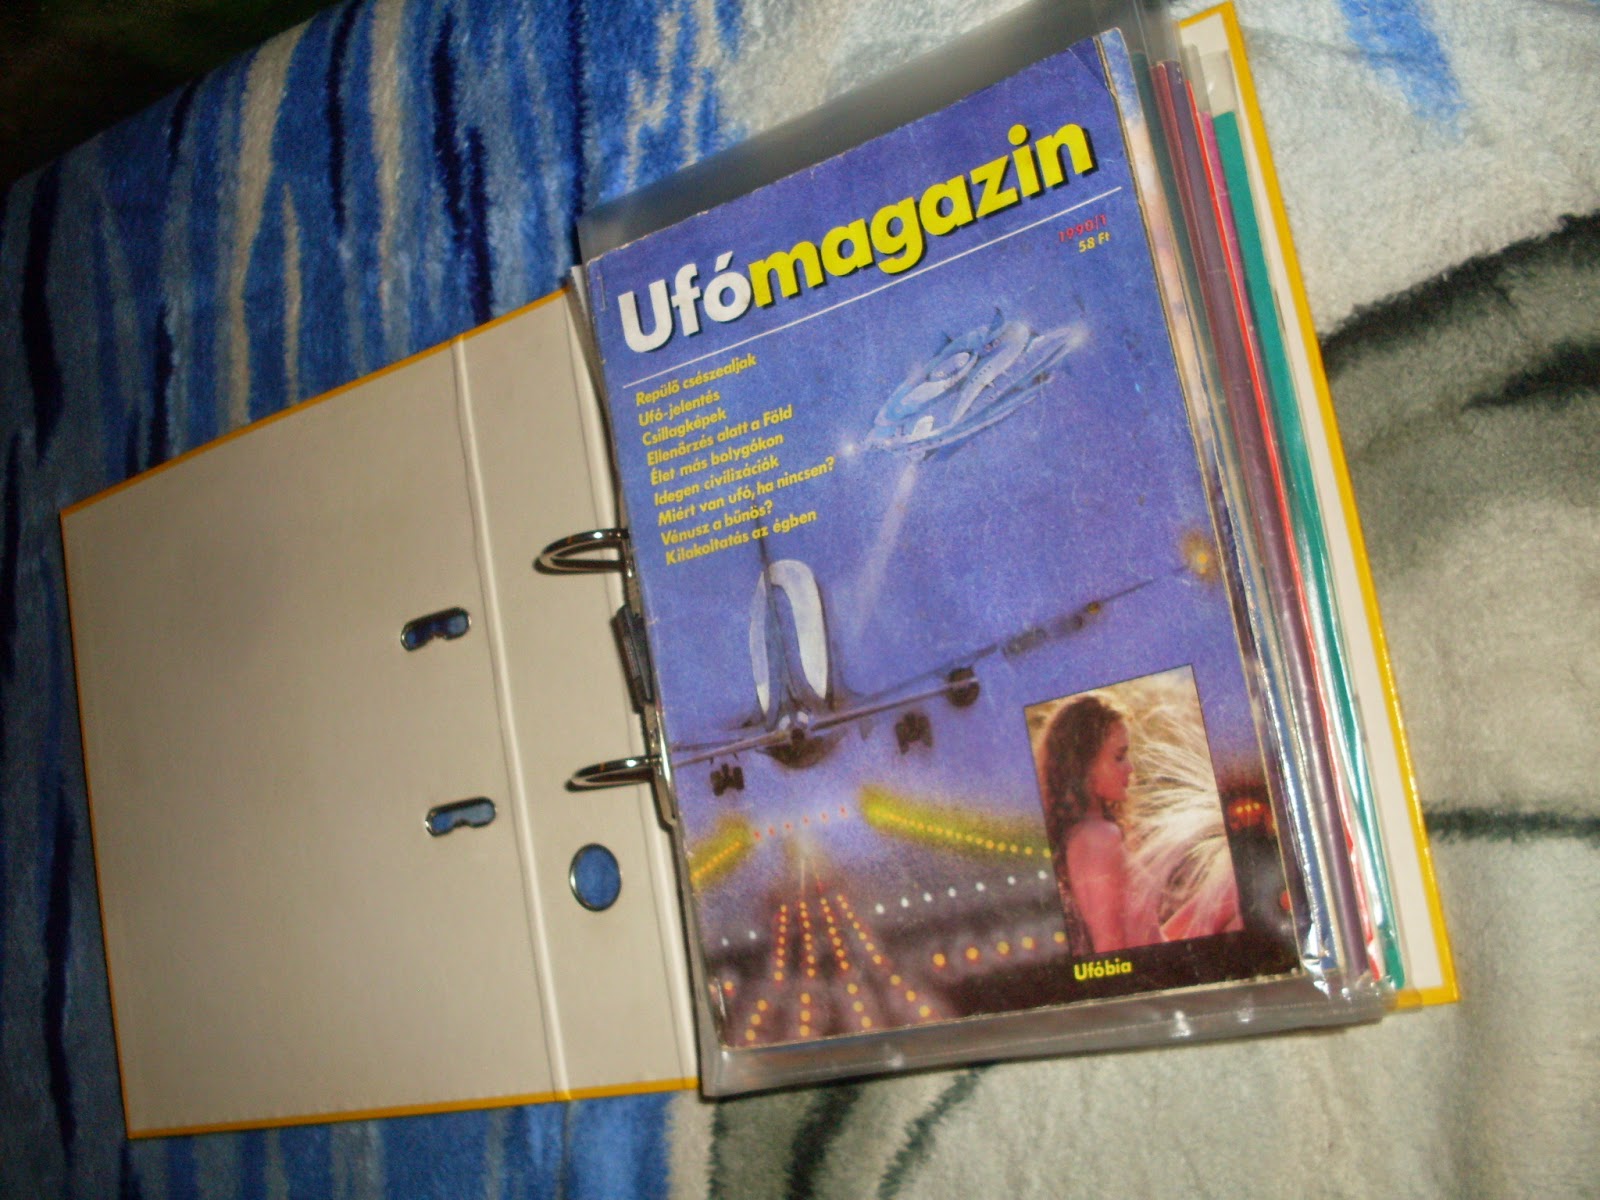 Ufómagazin
1990/1
58 Ft
Repülő csészealjak
Ufó-jelentés
Csillagképek
Ellenőrzés alatt a Föld
Élet más bolygókon
Idegen civilizációk
Miért van ufó, ha nincsen?
Vénusz a bűnös?
Kilakoltatás az égben
Ufóbia